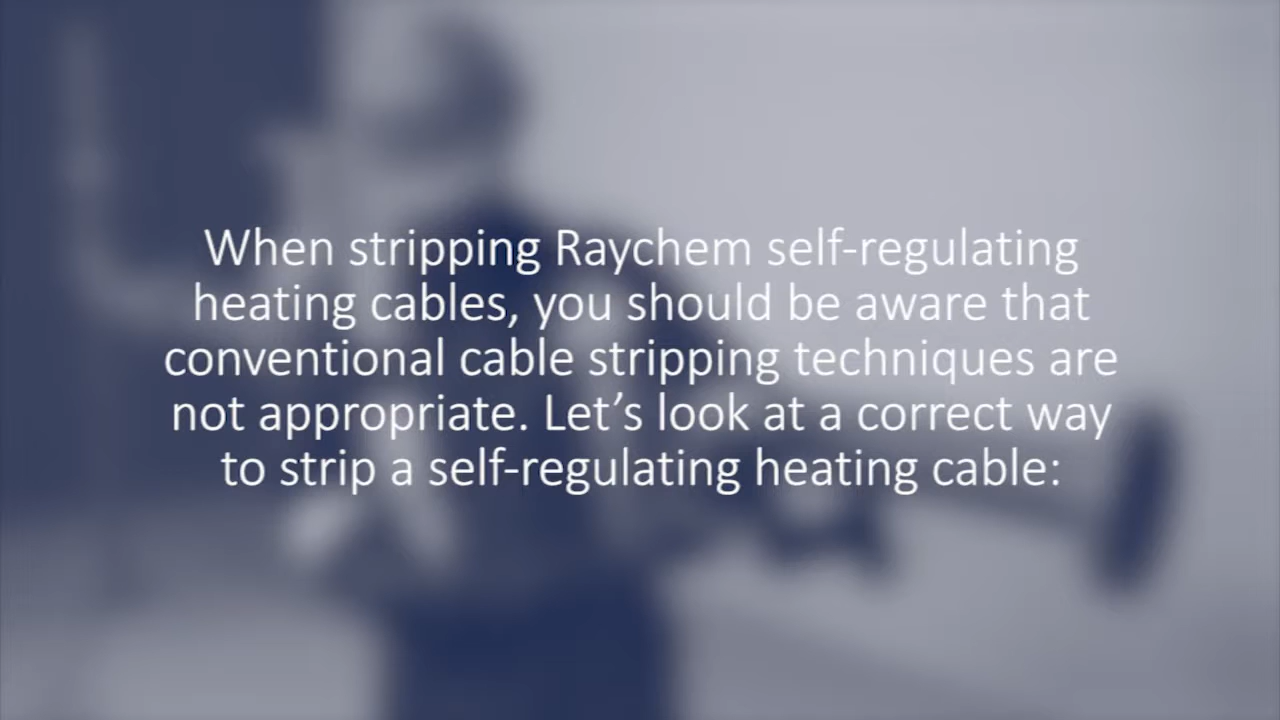 When stripping Raychem self-regulating
heating cables, you should be aware that
conventional cable stripping techniques are
not appropriate. Let’s look at a correct way
to strip a self-regulating heating cable: